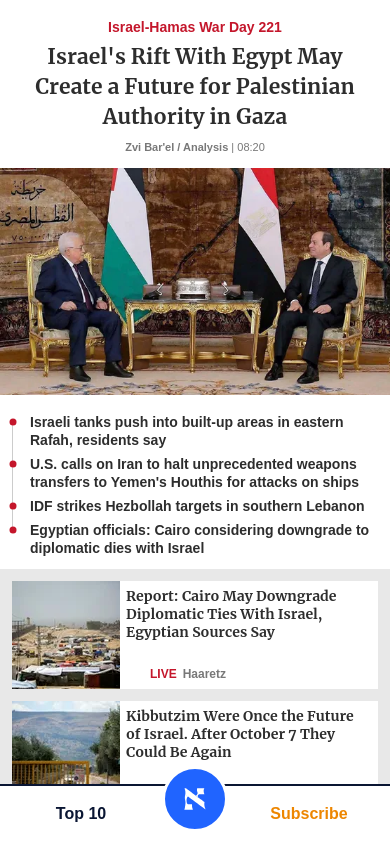 Israel-Hamas War Day 221
Israel's Rift With Egypt May
Create a Future for Palestinian
Authority in Gaza
Zvi Bar'el / Analysis | 08:20
خريطة
Israeli tanks push into built-up areas in eastern
Rafah, residents say
U.S. calls on Iran to halt unprecedented weapons
transfers to Yemen's Houthis for attacks on ships
IDF strikes Hezbollah targets in southern Lebanon
Egyptian officials: Cairo considering downgrade to
diplomatic dies with Israel
Report: Cairo May Downgrade
Diplomatic Ties With Israel,
Egyptian Sources Say
LIVE Haaretz
Kibbutzim Were Once the Future
of Israel. After October 7 They
Could Be Again
Top 10
א
Subscribe